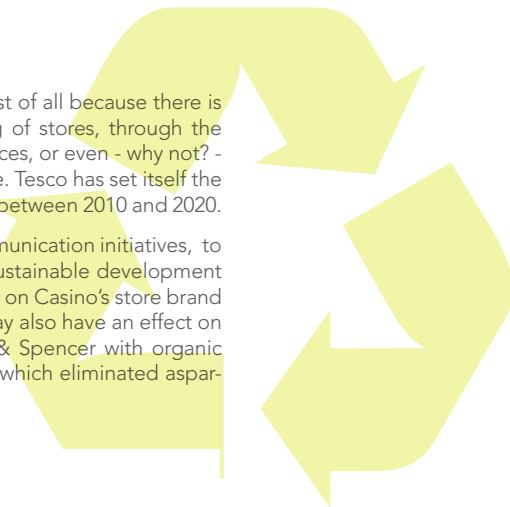 st of all because there is
g of stores, through the
ces, or even - why not? -
e. Tesco has set itself the
between 2010 and 2020.
munication initiatives, to
ustainable development
on Casino's store brand
ay also have an effect on
& Spencer with organic
which eliminated aspar-